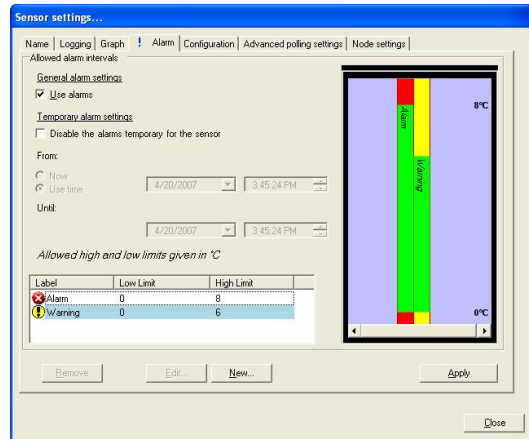 Sensor settings...
Name Logging Graph ! Alarm Configuration Advanced polling settings Node settings
Allowed alarm intervals
General alarm settings
Use alarms
Temporary alarm settings
Disable the alarms temporary for the sensor
From:
Now
Use time 4/20/2007 3:45:24 PM
Until:
4/20/2007 3:45:24 PM
Allowed high and low limits given in °C
Label Low Limit High Limit
Alarm 0 8
Warning 0 6
8°C
Alarm
Warning
0°C
Remove Edit... New... Apply
Close